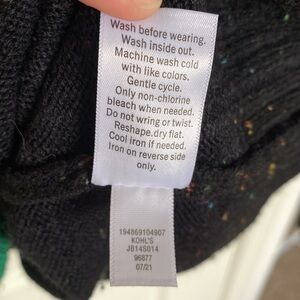 Wash before wearing.
Wash inside out.
Machine wash cold
with like colors.
Gentle cycle.
Only non-chlorine
bleach when needed.
Do not wring or twist.
Reshape.dry flat.
Cool iron if needed.
Iron on reverse side
only.
194869104907
KOHL'S
JB14S014
96877
07/21